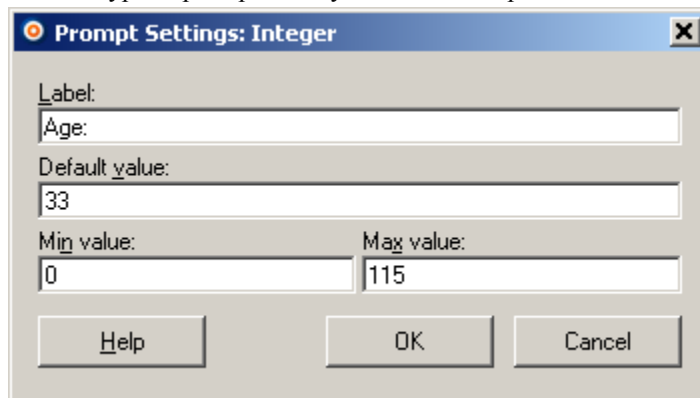 Prompt Settings: Integer
Label:
Age:
Default value:
33
Min value: Max value:
0 115
Help OK Cancel